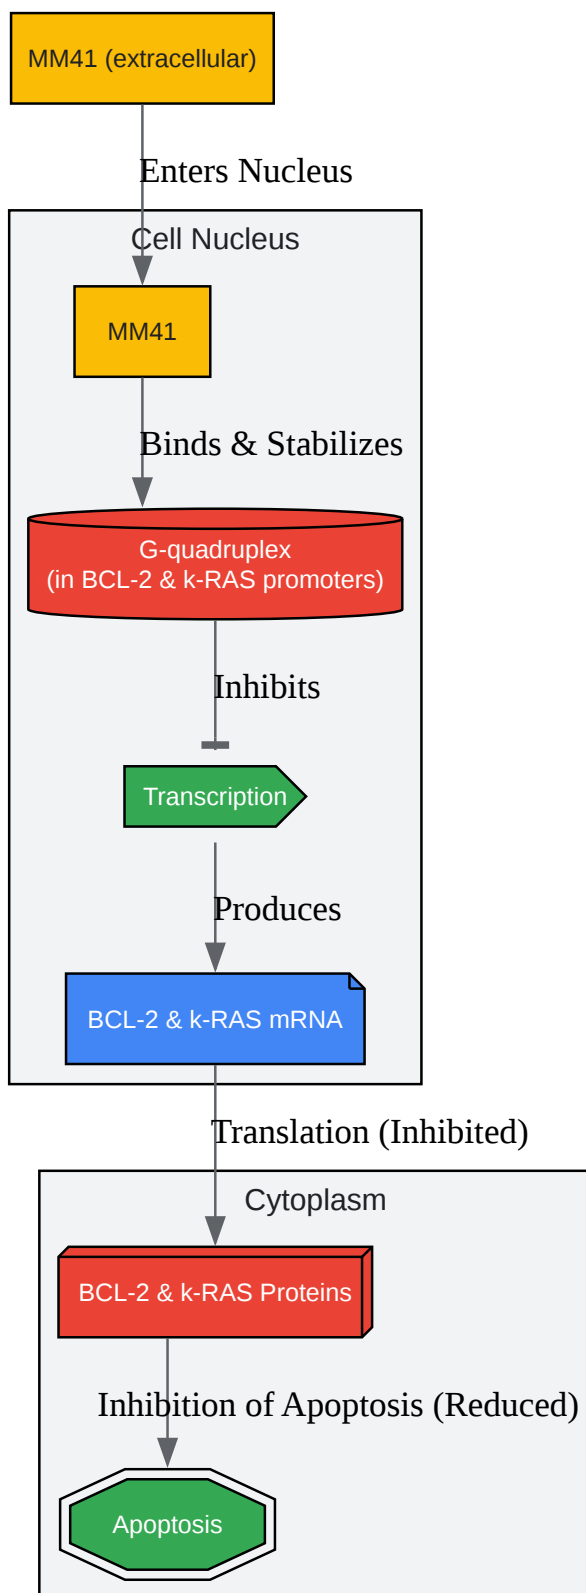 MM41 (extracellular)
Enters Nucleus
Cell Nucleus
MM41
Binds & Stabilizes
G-quadruplex
(in BCL-2 & k-RAS promoters)
Inhibits
Transcription
Produces
BCL-2 & k-RAS mRNA
Translation (Inhibited)
Cytoplasm
BCL-2 & k-RAS Proteins
Inhibition of Apoptosis (Reduced)
Apoptosis